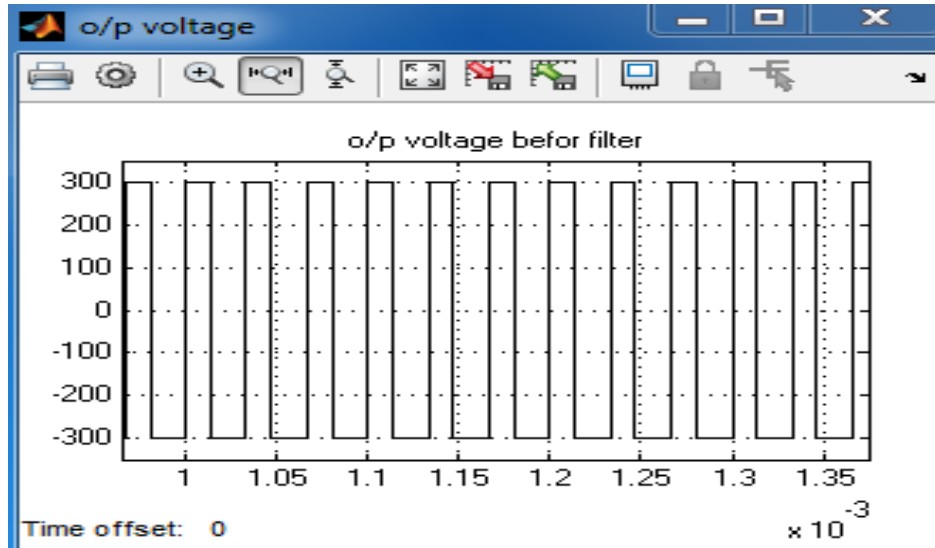 o/p voltage
o/p voltage befor filter
300
200
100
0
-100
-200
-300
1 1.05 1.1 1.15 1.2 1.25 1.3 1.35
x 10^-3
Time offset: 0